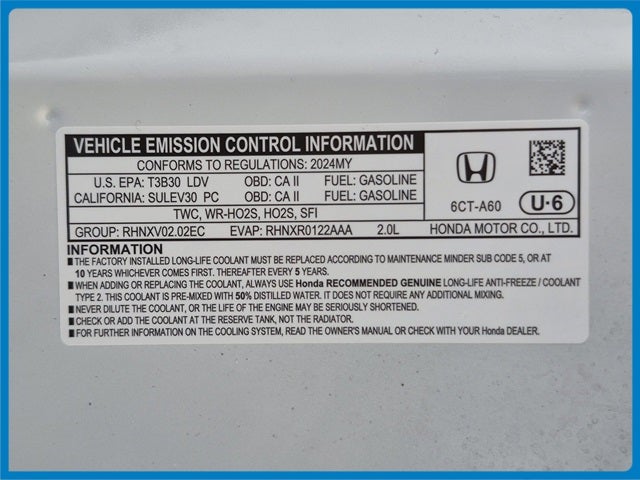 VEHICLE EMISSION CONTROL INFORMATION
CONFORMS TO REGULATIONS: 2024MY
U.S. EPA: T3B30 LDV OBD: CA II FUEL: GASOLINE
CALIFORNIA: SULEV30 PC OBD: CA II FUEL: GASOLINE
TWC, WR-HO2S, HO2S, SFI
GROUP: RHNXV02.02EC EVAP: RHNXR0122AAA 2.0L
6CT-A60 U·6
HONDA MOTOR CO., LTD.
INFORMATION
■ THE FACTORY INSTALLED LONG-LIFE COOLANT MUST BE REPLACED ACCORDING TO MAINTENANCE MINDER SUB CODE 5, OR AT
10 YEARS WHICHEVER COMES FIRST. THEREAFTER EVERY 5 YEARS.
■ WHEN ADDING OR REPLACING THE COOLANT, ALWAYS USE Honda RECOMMENDED GENUINE LONG-LIFE ANTI-FREEZE / COOLANT
TYPE 2. THIS COOLANT IS PRE-MIXED WITH 50% DISTILLED WATER. IT DOES NOT REQUIRE ANY ADDITIONAL MIXING.
■ NEVER DILUTE THE COOLANT, OR THE LIFE OF THE ENGINE MAY BE SERIOUSLY SHORTENED.
■ CHECK OR ADD THE COOLANT AT THE RESERVE TANK, NOT THE RADIATOR.
■ FOR FURTHER INFORMATION ON THE COOLING SYSTEM, READ THE OWNER'S MANUAL OR CHECK WITH YOUR Honda DEALER.